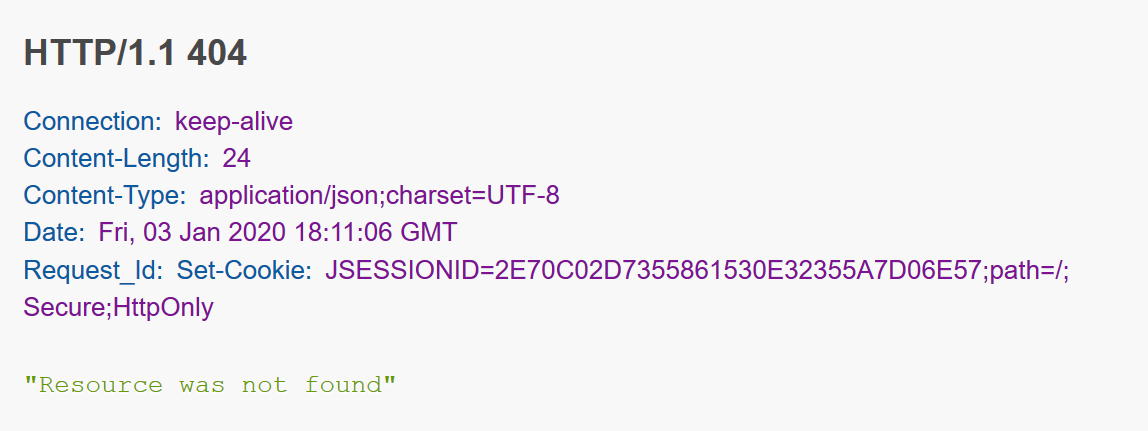 HTTP/1.1 404
Connection: keep-alive
Content-Length: 24
Content-Type: application/json;charset=UTF-8
Date: Fri, 03 Jan 2020 18:11:06 GMT
Request_Id: Set-Cookie: JSESSIONID=2E70C02D7355861530E32355A7D06E57;path=/;
Secure;HttpOnly
"Resource was not found"